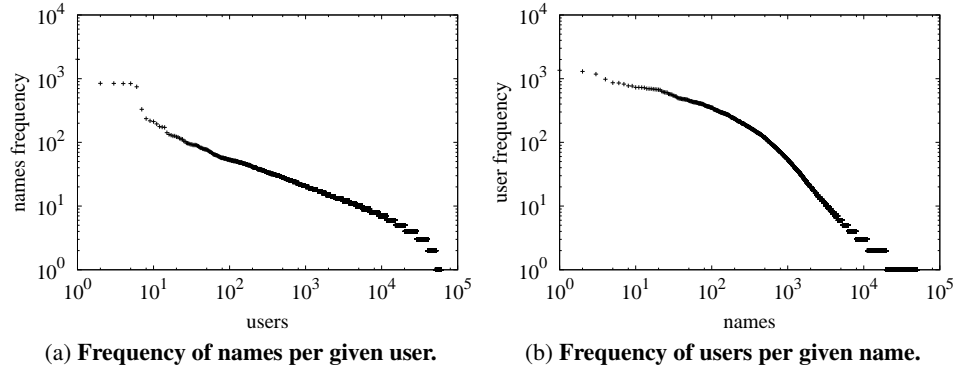 10^4
10^3
10^2
10^1
10^0
names frequency
10^0 10^1 10^2 10^3 10^4 10^5
users
(a) Frequency of names per given user.
10^4
10^3
10^2
10^1
10^0
user frequency
10^0 10^1 10^2 10^3 10^4 10^5
names
(b) Frequency of users per given name.